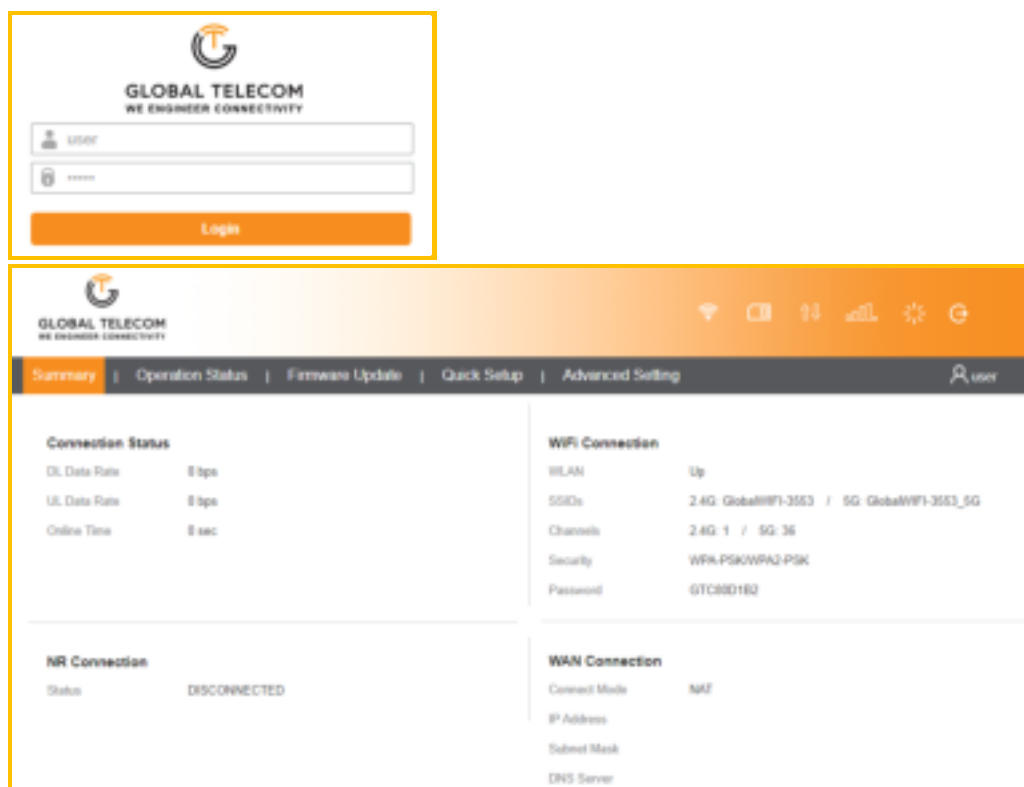 GLOBAL TELECOM
WE ENGINEER CONNECTIVITY
user
•••••
Login
GLOBAL TELECOM
WE ENGINEER CONNECTIVITY
Summary | Operation Status | Firmware Update | Quick Setup | Advanced Setting user
Connection Status
DL Data Rate 0 bps
UL Data Rate 0 bps
Online Time 0 sec
WiFi Connection
WLAN Up
SSIDs 2.4G: GlobalWIFI-3553 / 5G: GlobalWIFI-3553_5G
Channels 2.4G: 1 / 5G: 36
Security WPA-PSK/WPA2-PSK
Password
NR Connection
Status DISCONNECTED
WAN Connection
Connect Mode NAT
IP Address
Subnet Mask
DNS Server